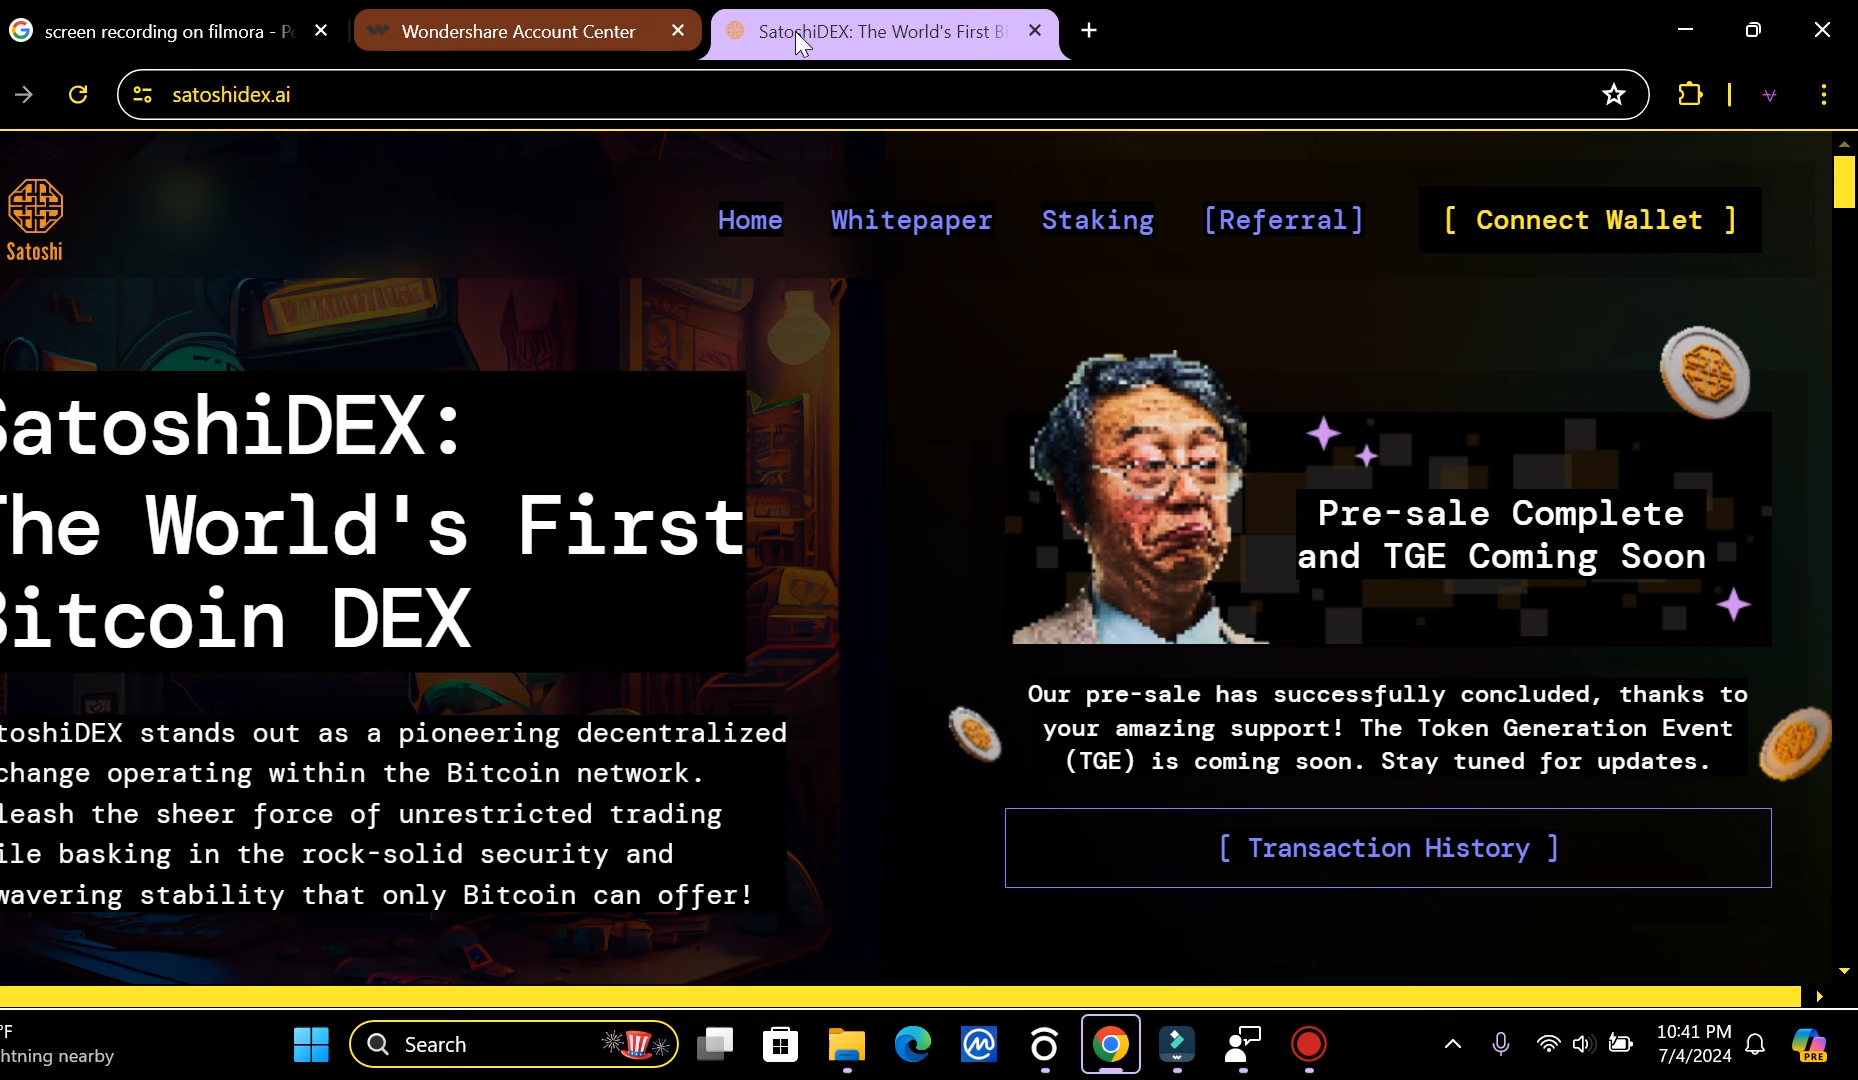 screen recording on filmora - P
Wondershare Account Center
SatoshiDEX: The World's First B
satoshidex.ai
Satoshi
Home
Whitepaper
Staking
[Referral]
[ Connect Wallet ]
SatoshiDEX:
The World's First
Bitcoin DEX
toshiDEX stands out as a pioneering decentralized
change operating within the Bitcoin network.
leash the sheer force of unrestricted trading
ile basking in the rock-solid security and
wavering stability that only Bitcoin can offer!
Pre-sale Complete
and TGE Coming Soon
Our pre-sale has successfully concluded, thanks to
your amazing support! The Token Generation Event
(TGE) is coming soon. Stay tuned for updates.
[ Transaction History ]
°F
htning nearby
Search
10:41 PM
7/4/2024
PRE